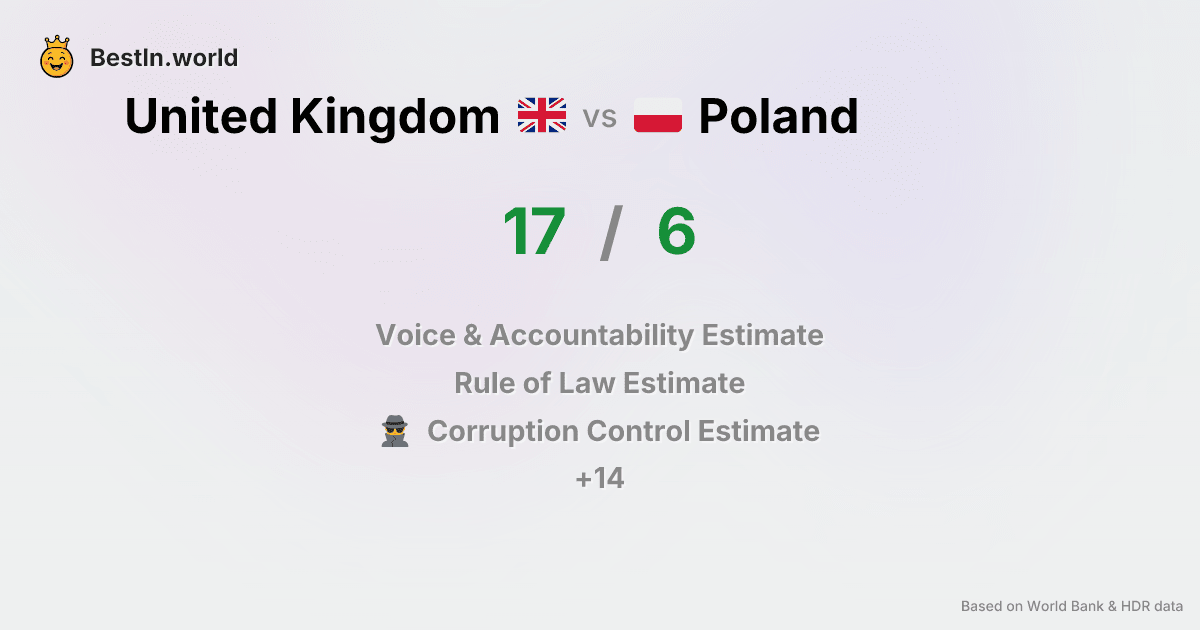 BestIn.world
United Kingdom vs Poland
17 / 6
Voice & Accountability Estimate
Rule of Law Estimate
Corruption Control Estimate
+14
Based on World Bank & HDR data